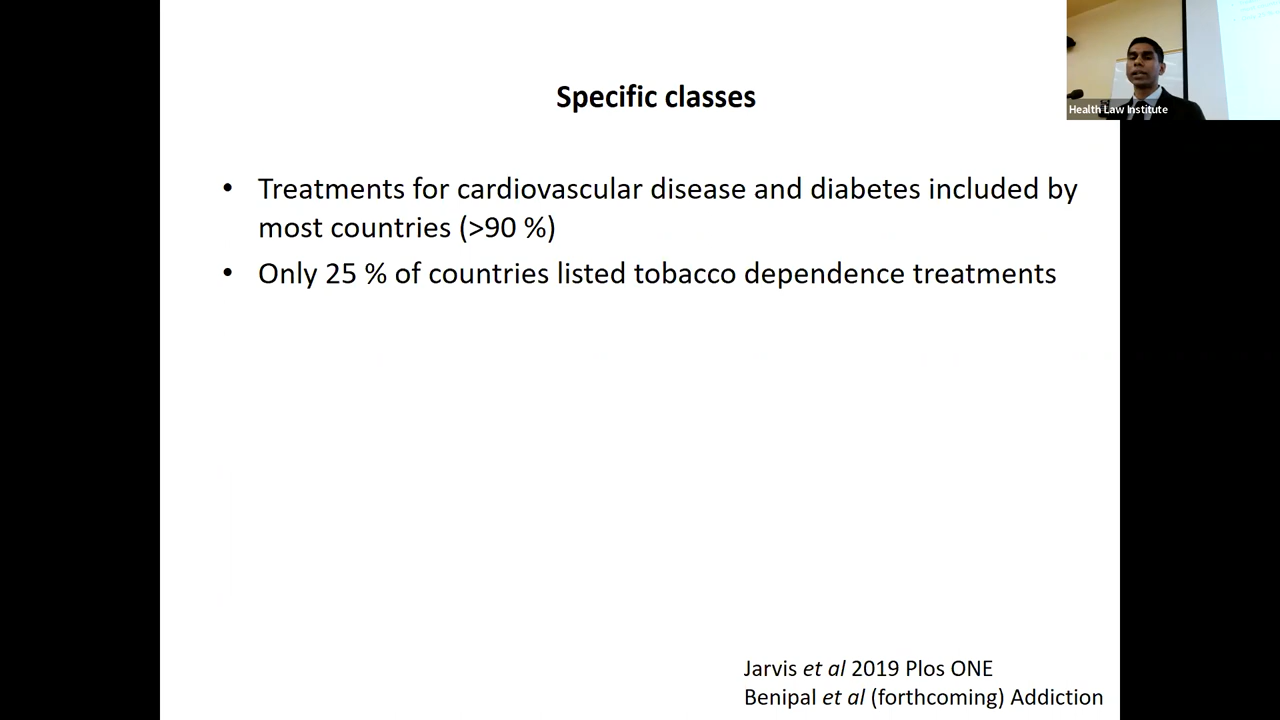 Specific classes
Health Law Institute
• Treatments for cardiovascular disease and diabetes included by
most countries (>90 %)
• Only 25 % of countries listed tobacco dependence treatments
Jarvis et al 2019 Plos ONE
Benipal et al (forthcoming) Addiction